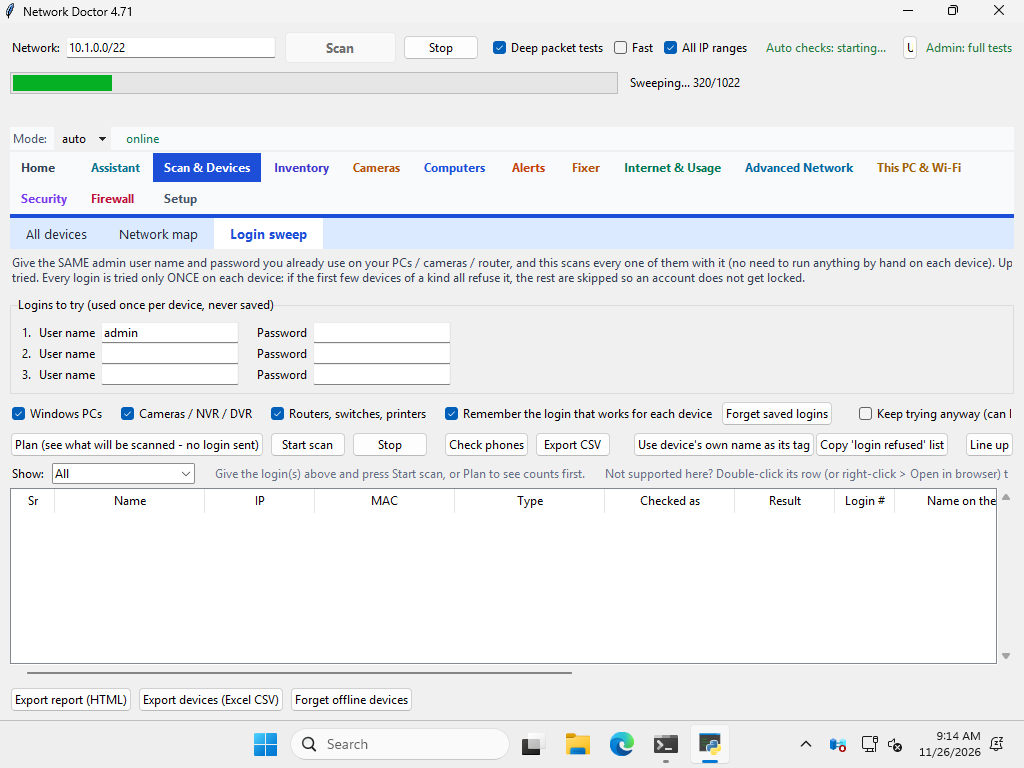 Network Doctor 4.71
Network: 10.1.0.0/22 Scan Stop Deep packet tests Fast All IP ranges Auto checks: starting... Admin: full tests
Sweeping... 320/1022
Mode: auto online
Home Assistant Scan & Devices Inventory Cameras Computers Alerts Fixer Internet & Usage Advanced Network This PC & Wi-Fi
Security Firewall Setup
All devices Network map Login sweep
Give the SAME admin user name and password you already use on your PCs / cameras / router, and this scans every one of them with it (no need to run anything by hand on each device). Up
tried. Every login is tried only ONCE on each device: if the first few devices of a kind all refuse it, the rest are skipped so an account does not get locked.
Logins to try (used once per device, never saved)
1. User name admin Password
2. User name Password
3. User name Password
Windows PCs Cameras / NVR / DVR Routers, switches, printers Remember the login that works for each device Forget saved logins Keep trying anyway (can
Plan (see what will be scanned - no login sent) Start scan Stop Check phones Export CSV Use device's own name as its tag Copy 'login refused' list Line up
Show: All Give the login(s) above and press Start scan, or Plan to see counts first. Not supported here? Double-click its row (or right-click > Open in browser) t
Sr Name IP MAC Type Checked as Result Login # Name on the
Export report (HTML) Export devices (Excel CSV) Forget offline devices
Search
9:14 AM
11/26/2026